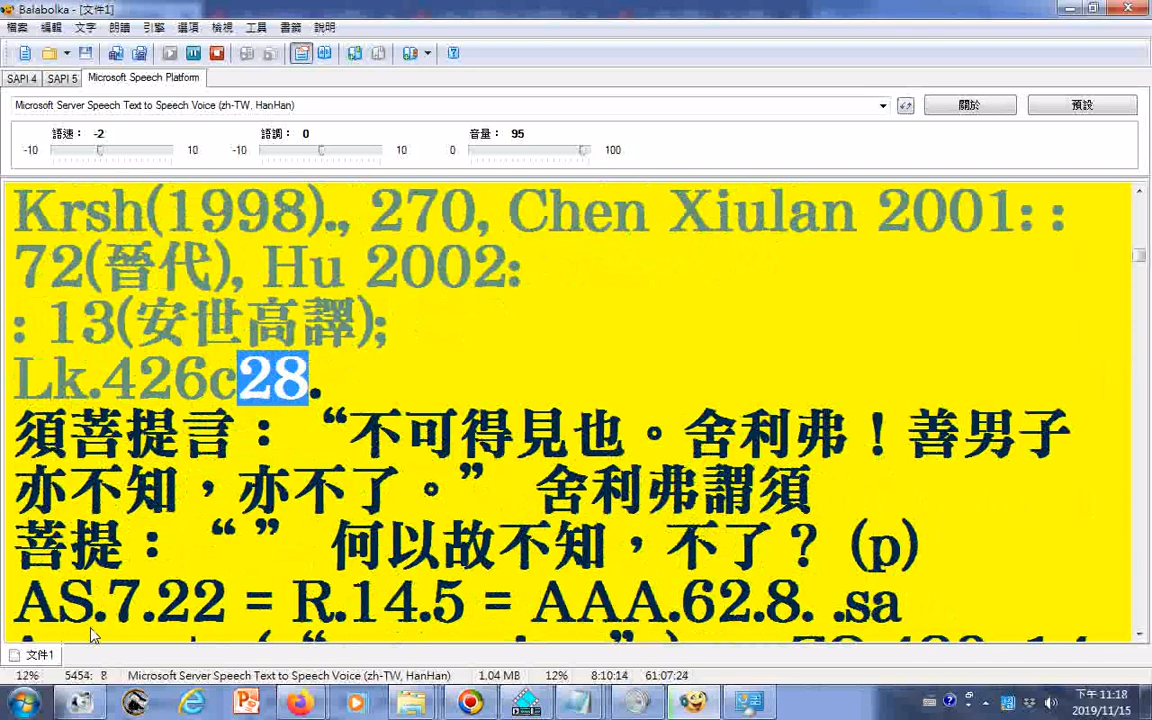 Balabolka - [文件1]
檔案 編輯 文字 朗讀 引擎 選項 檢視 工具 書籤 說明
SAPI 4 SAPI 5 Microsoft Speech Platform
Microsoft Server Speech Text to Speech Voice (zh-TW, HanHan) 關於 預設
語速： -2 語調： 0 音量： 95
-10 10 -10 10 0 100
Krsh(1998)., 270, Chen Xiulan 2001: :
72(晉代), Hu 2002:
: 13(安世高譯);
Lk.426c28.
須菩提言：“不可得見也。舍利弗！善男子
亦不知，亦不了。” 舍利弗謂須
菩提：“ ” 何以故不知，不了？ (p)
AS.7.22 = R.14.5 = AAA.62.8. .sa
文件1
12% 5454: 8 Microsoft Server Speech Text to Speech Voice (zh-TW, HanHan) 1.04 MB 12% 8:10:14 61:07:24
下午 11:18
2019/11/15